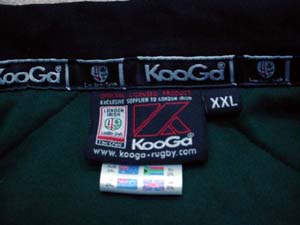 KooGa
KooGa
KooGa
OFFICIAL LICENSED PRODUCT
EXCLUSIVE SUPPLIER TO LONDON IRISH
XXL
LONDON
IRISH
KooGa
www.kooga-rugby.com